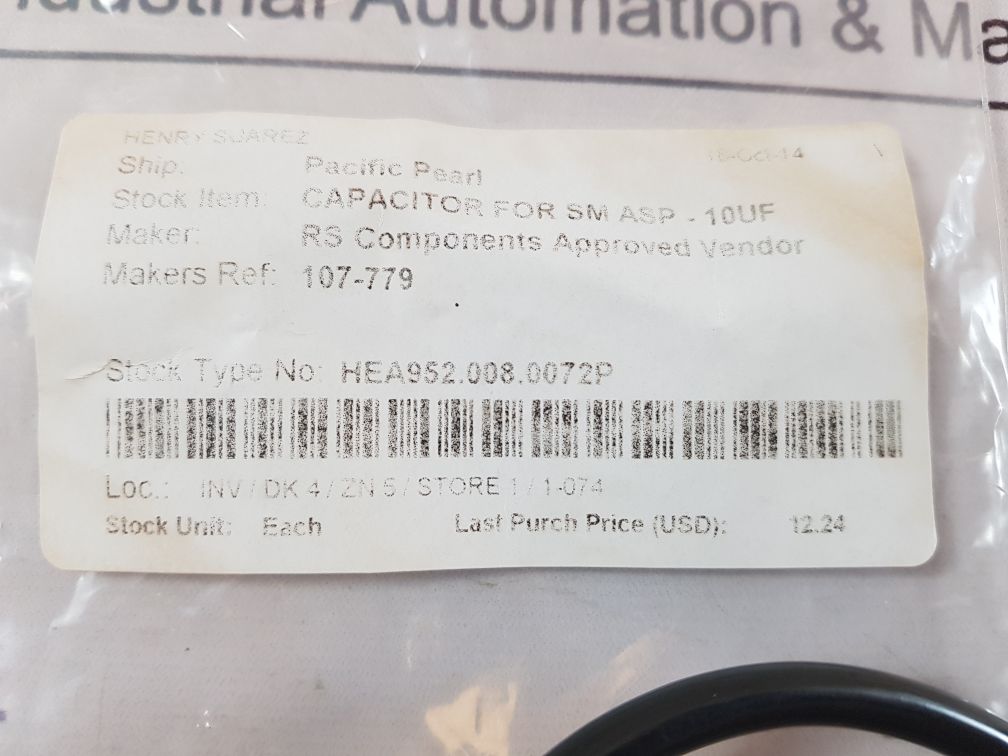 Automation & Ma
HENRY SUAREZ
Ship: Pacific Pearl
Stock Item: CAPACITOR FOR SM ASP - 10UF
Maker: RS Components Approved Vendor
Makers Ref: 107-779
Stock Type No: HEA952.008.0072P
Loc.: INV / DK 4 / ZN 5 / STORE 1 / 1-074
Stock Unit: Each Last Purch Price (USD): 12.24